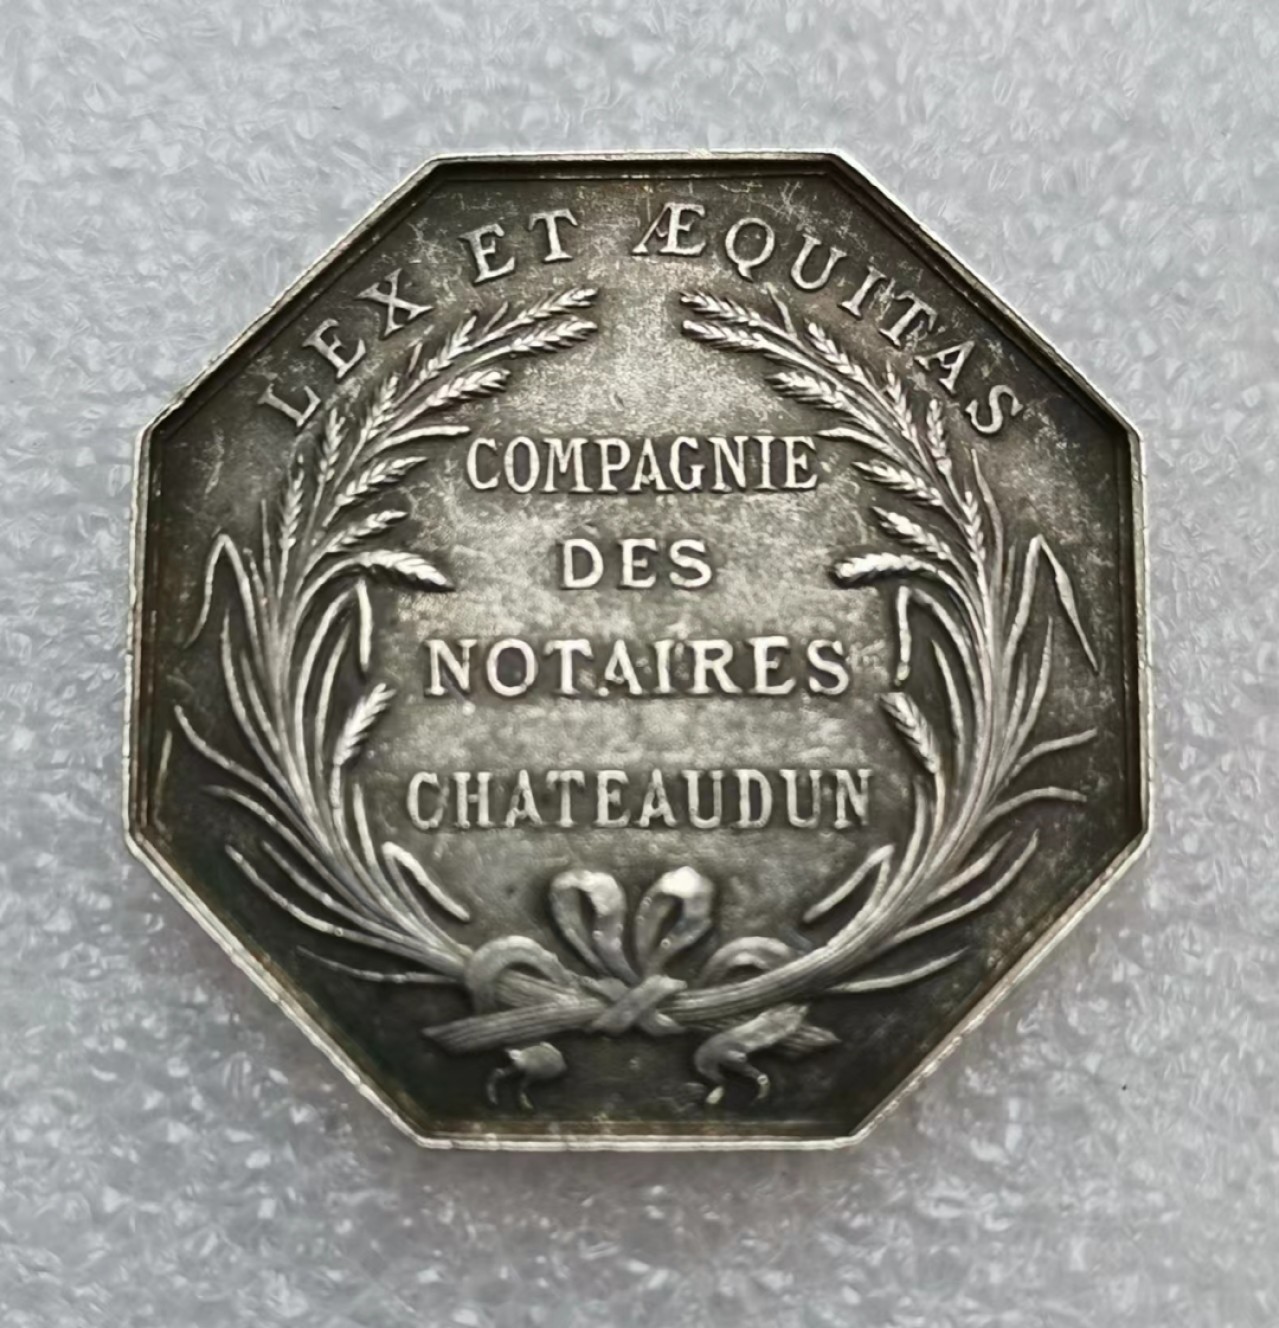 LEX ET ÆQUITAS
COMPAGNIE
DES
NOTAIRES
CHATEAUDUN